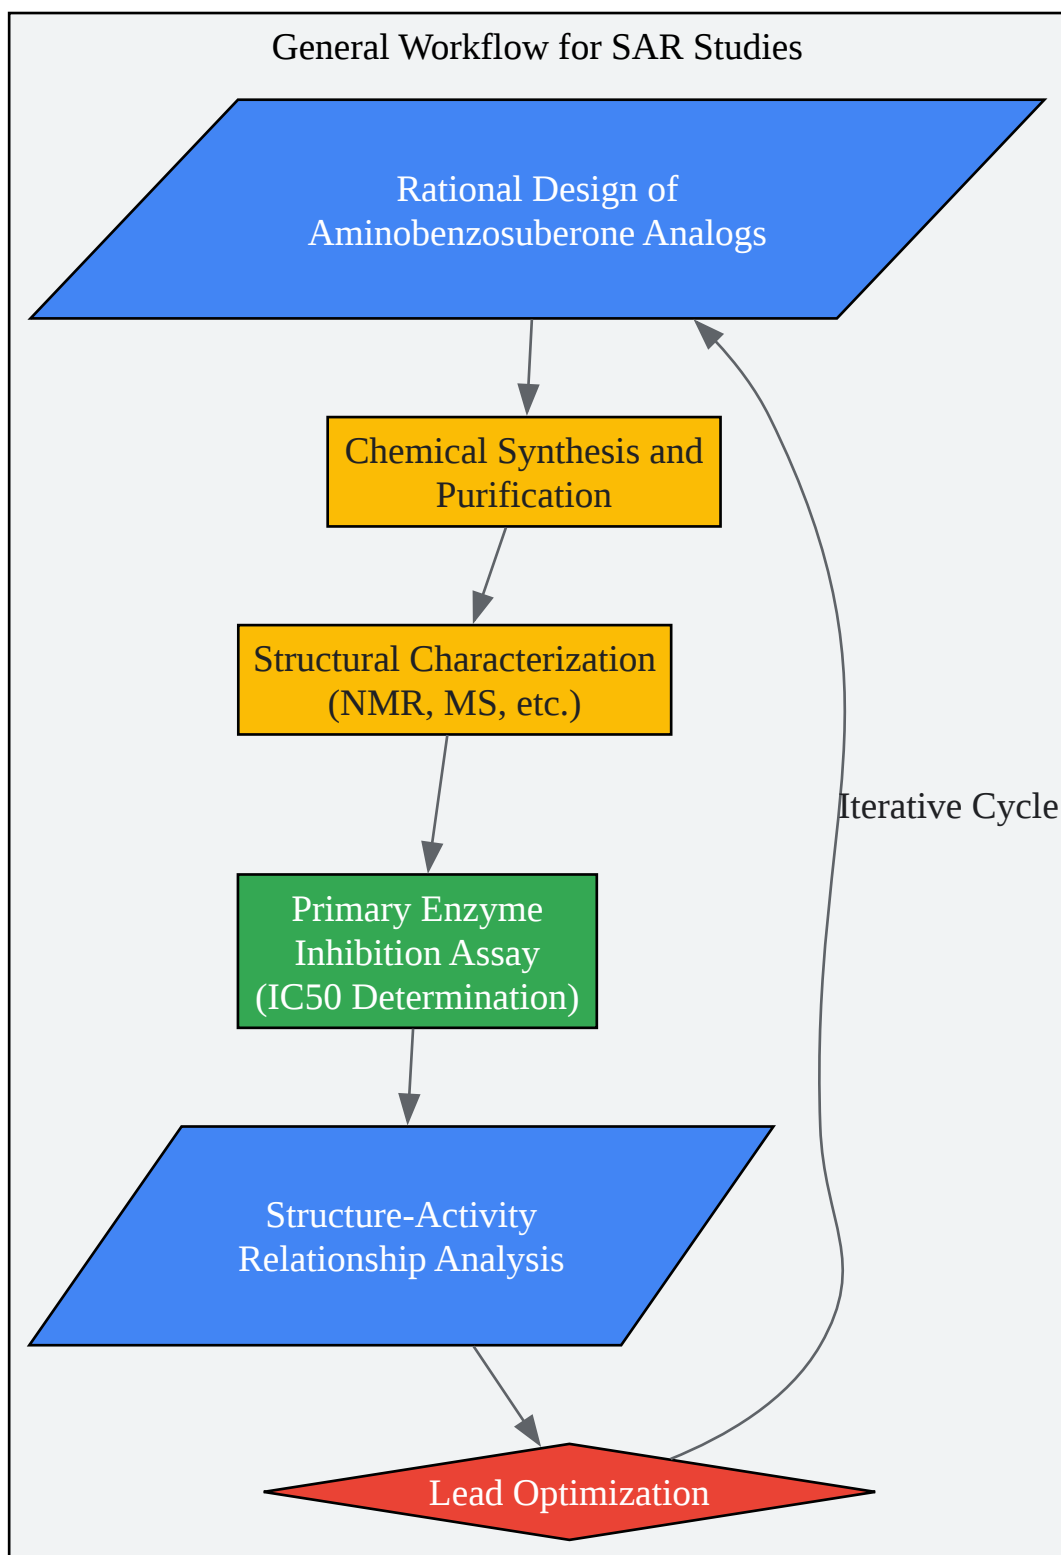 General Workflow for SAR Studies
Rational Design of
Aminobenzosuberone Analogs
Chemical Synthesis and
Purification
Structural Characterization
(NMR, MS, etc.)
Iterative Cycle
Primary Enzyme
Inhibition Assay
(IC50 Determination)
Structure-Activity
Relationship Analysis
Lead Optimization